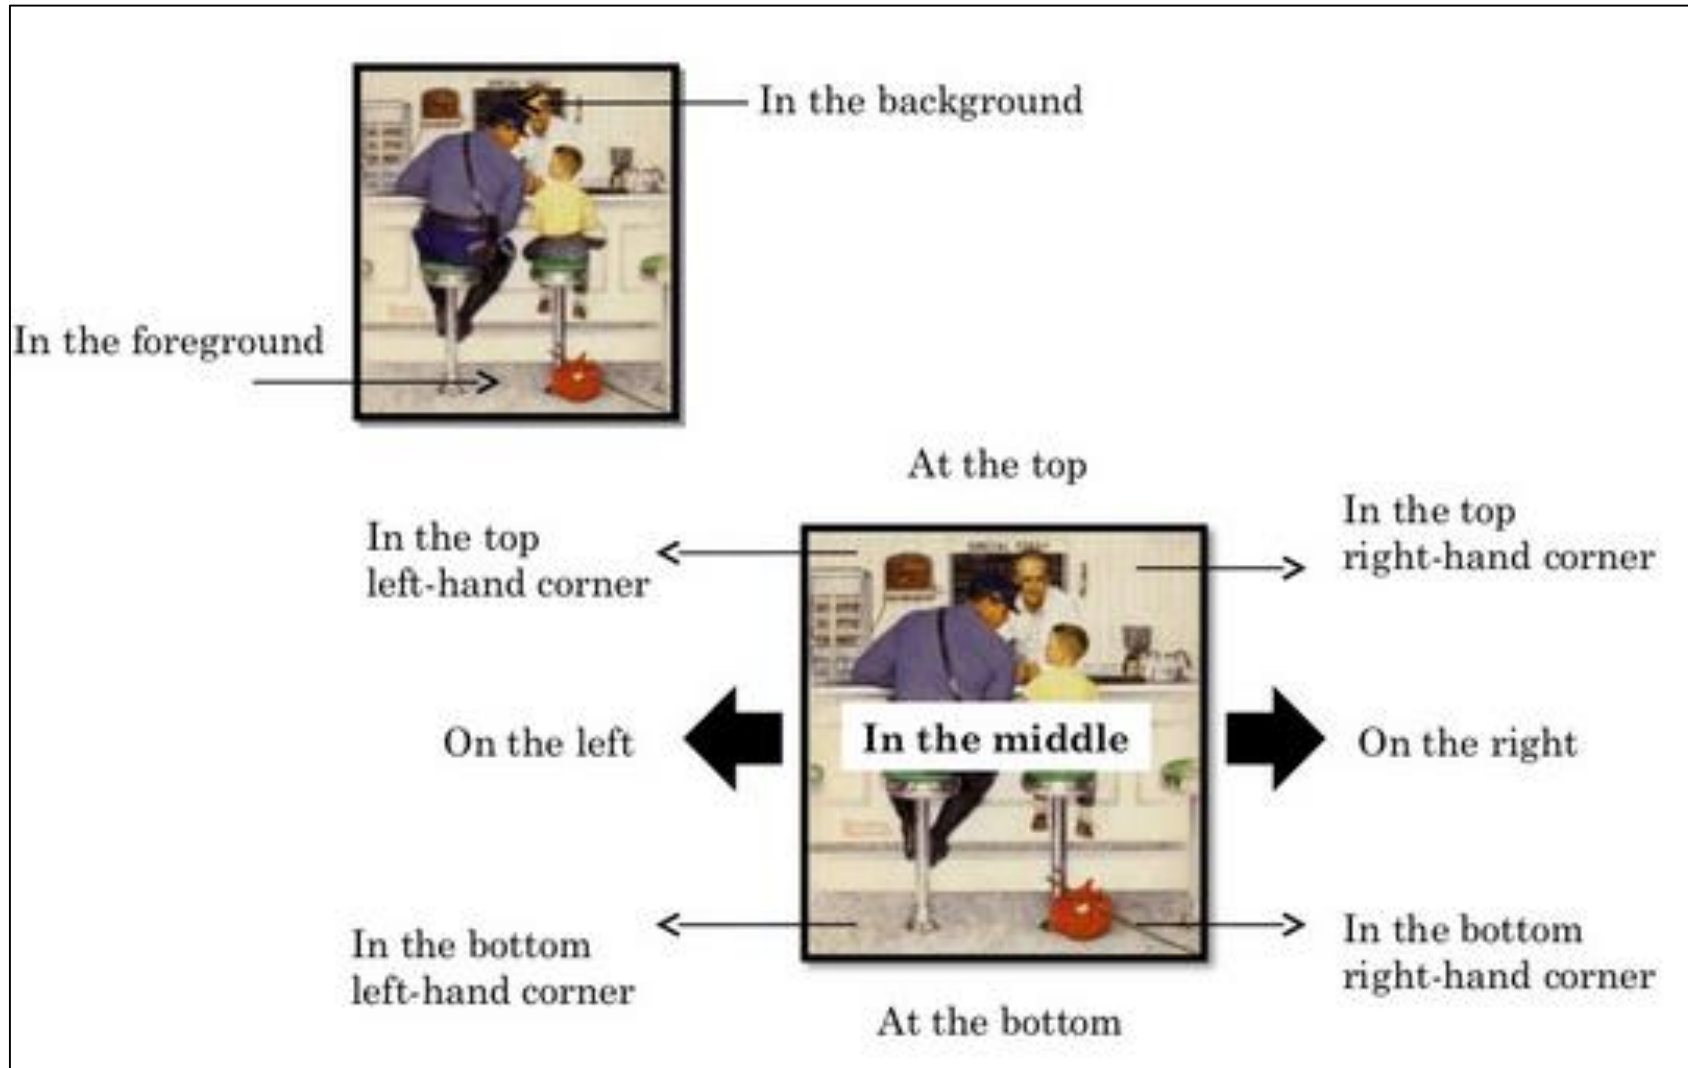 In the background
In the foreground
At the top
In the top
left-hand corner
In the top
right-hand corner
On the left
In the middle
On the right
In the bottom
left-hand corner
In the bottom
right-hand corner
At the bottom